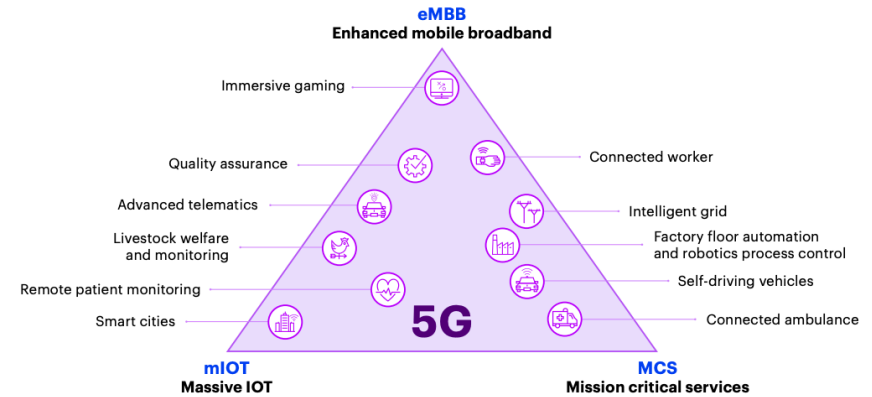 eMBB
Enhanced mobile broadband
Immersive gaming
Quality assurance
Connected worker
Advanced telematics
Intelligent grid
Livestock welfare
and monitoring
Factory floor automation
and robotics process control
Remote patient monitoring
Self-driving vehicles
Smart cities
5G
Connected ambulance
mIOT
Massive IOT
MCS
Mission critical services